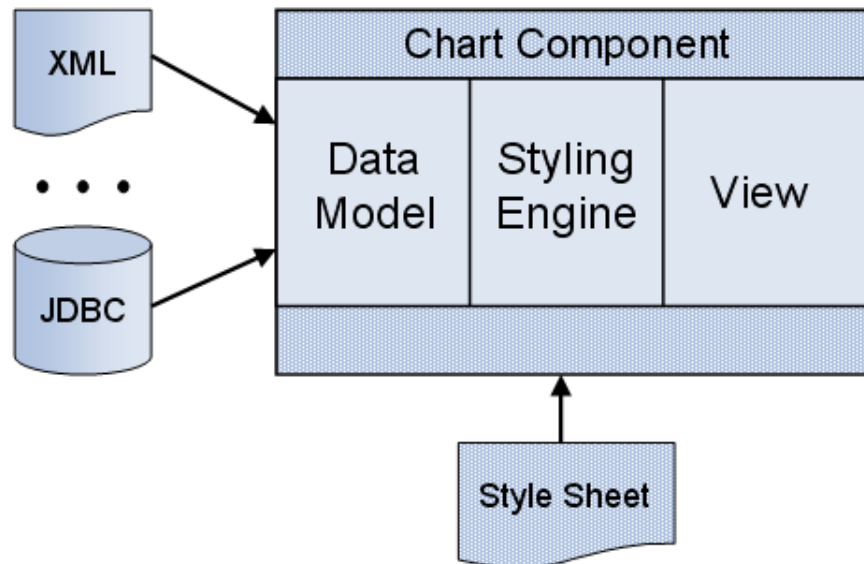 XML
Chart Component
Data
Model
Styling
Engine
View
JDBC
Style Sheet